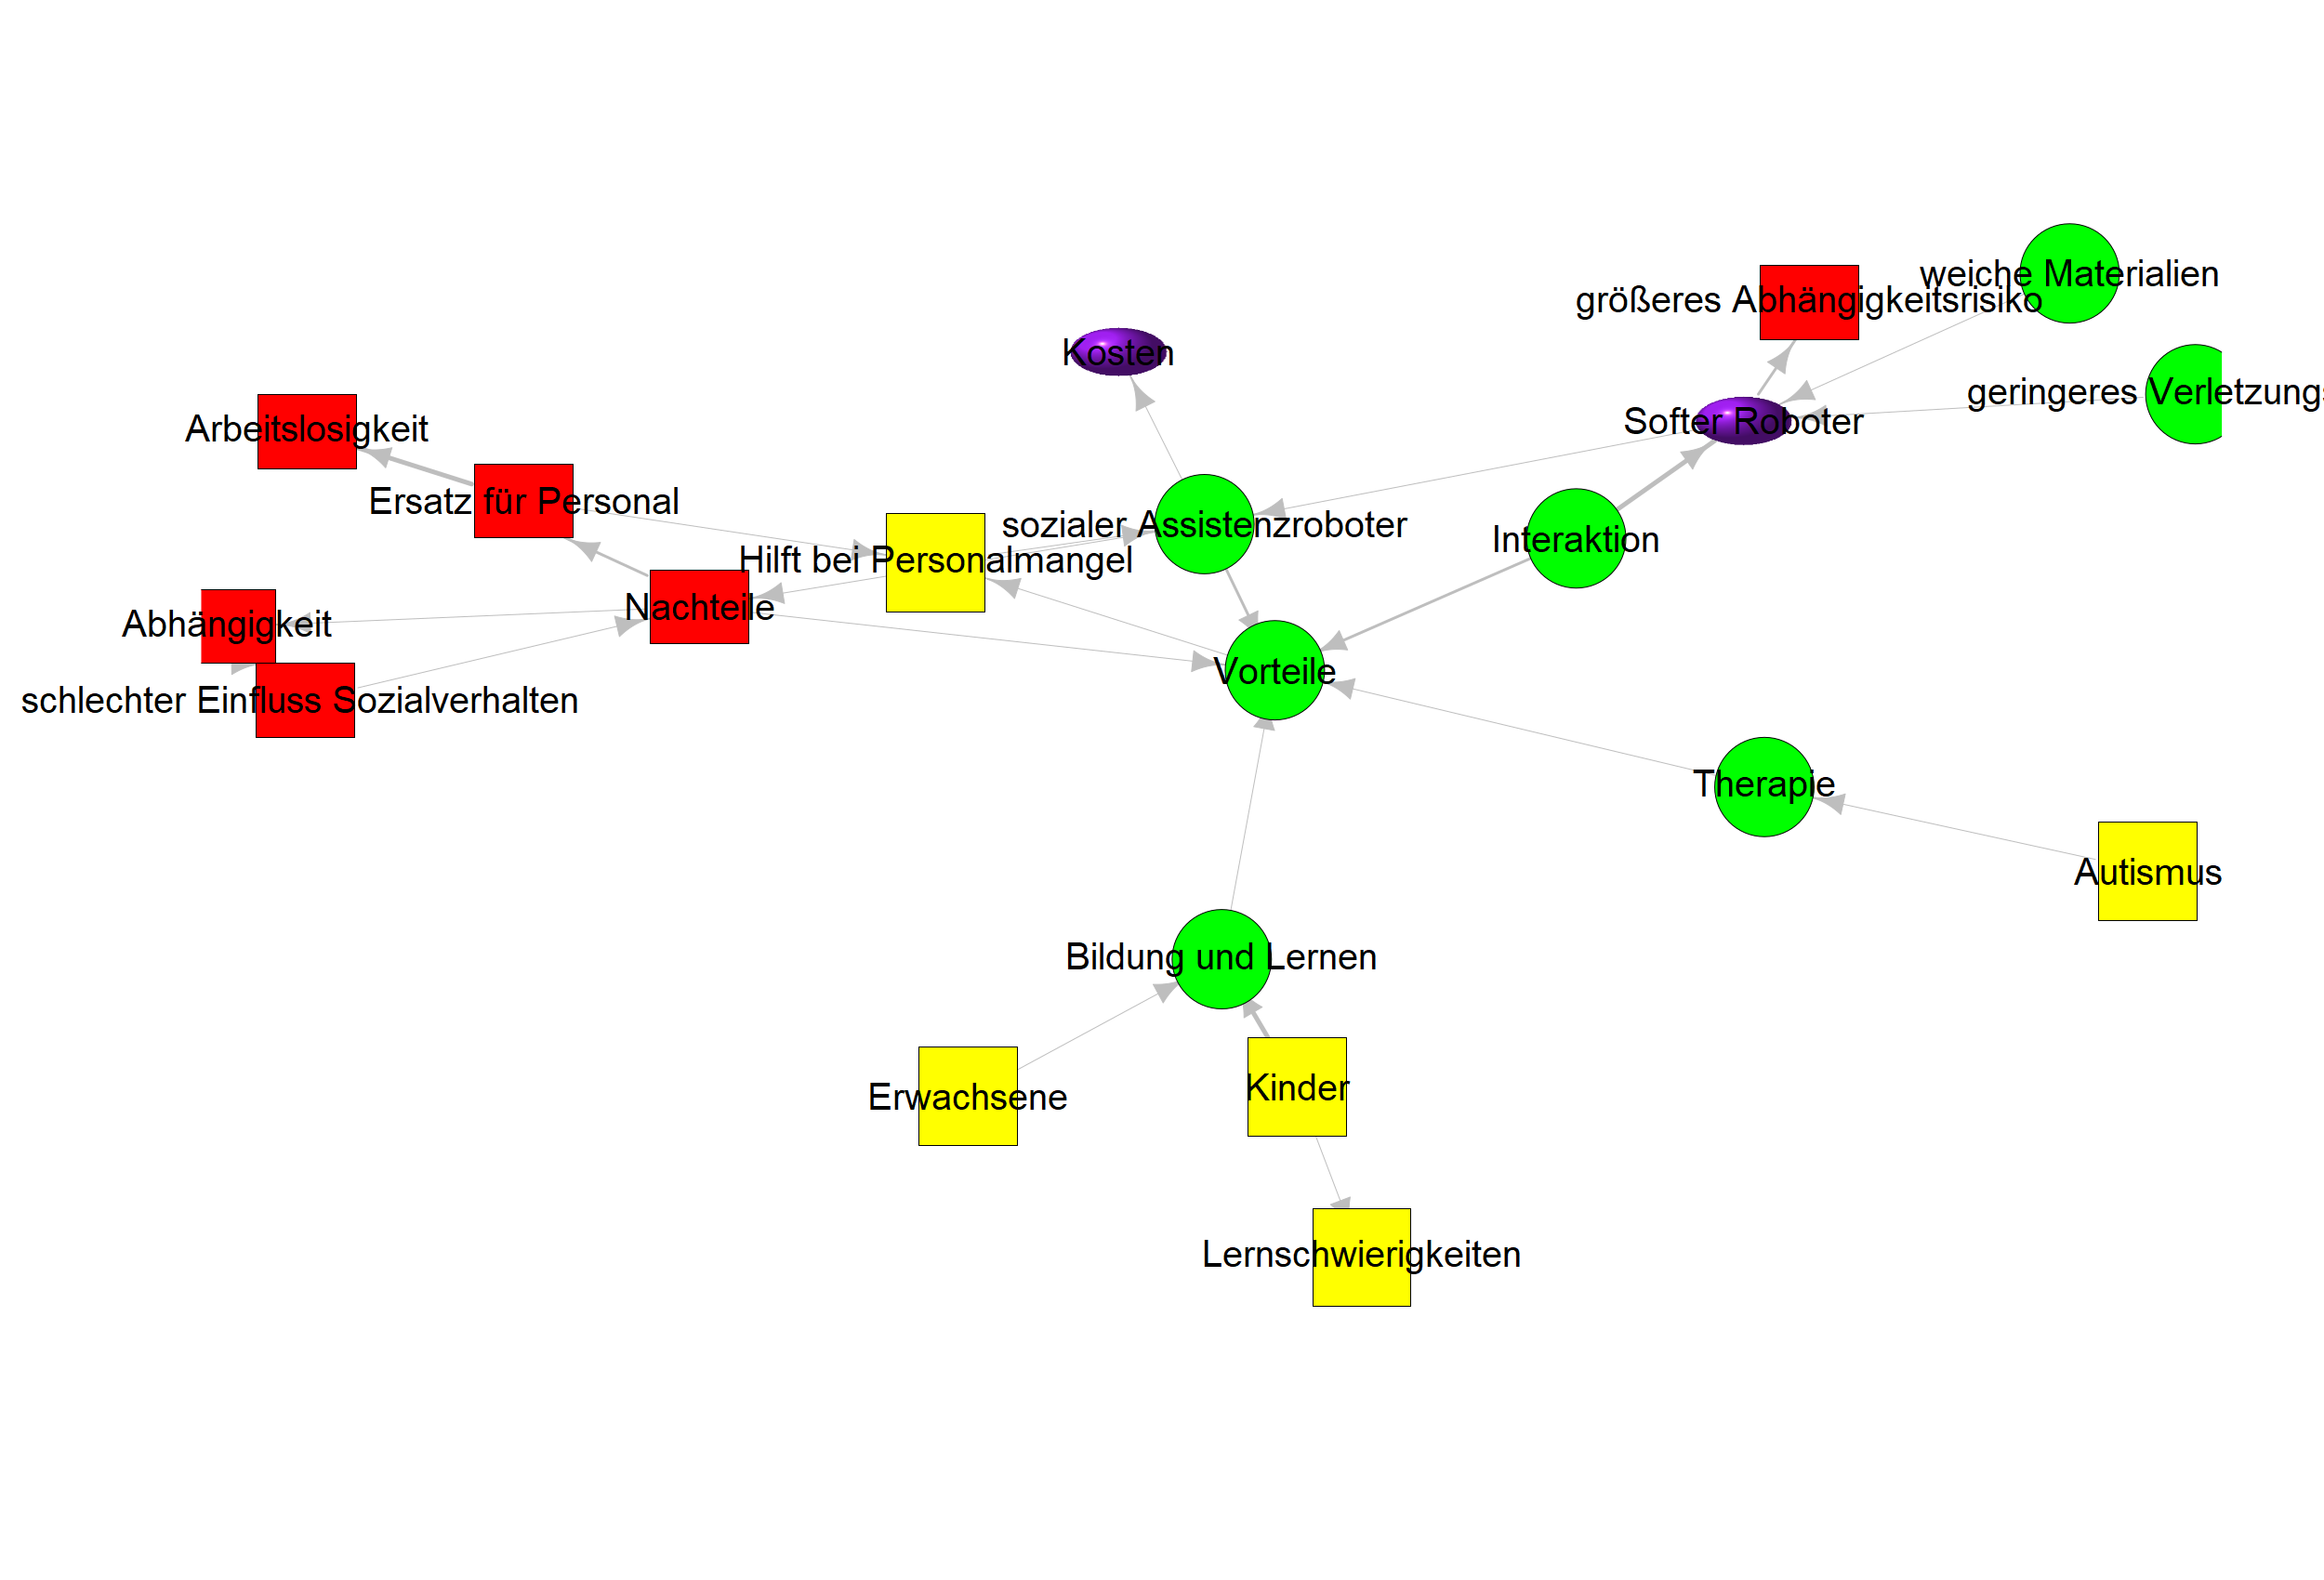 weiche Materialien
größeres Abhängigkeitsrisiko
Kosten
geringeres
Softer Roboter
Arbeitslosigkeit
Ersatz für Personal
sozialer Assistenzroboter
Interaktion
Hilft bei Personalmangel
Nachteile
Abhängigkeit
Vorteile
schlechter Einfluss Sozialverhalten
Therapie
Autismus
Bildung und Lernen
Kinder
Erwachsene
Lernschwierigkeiten